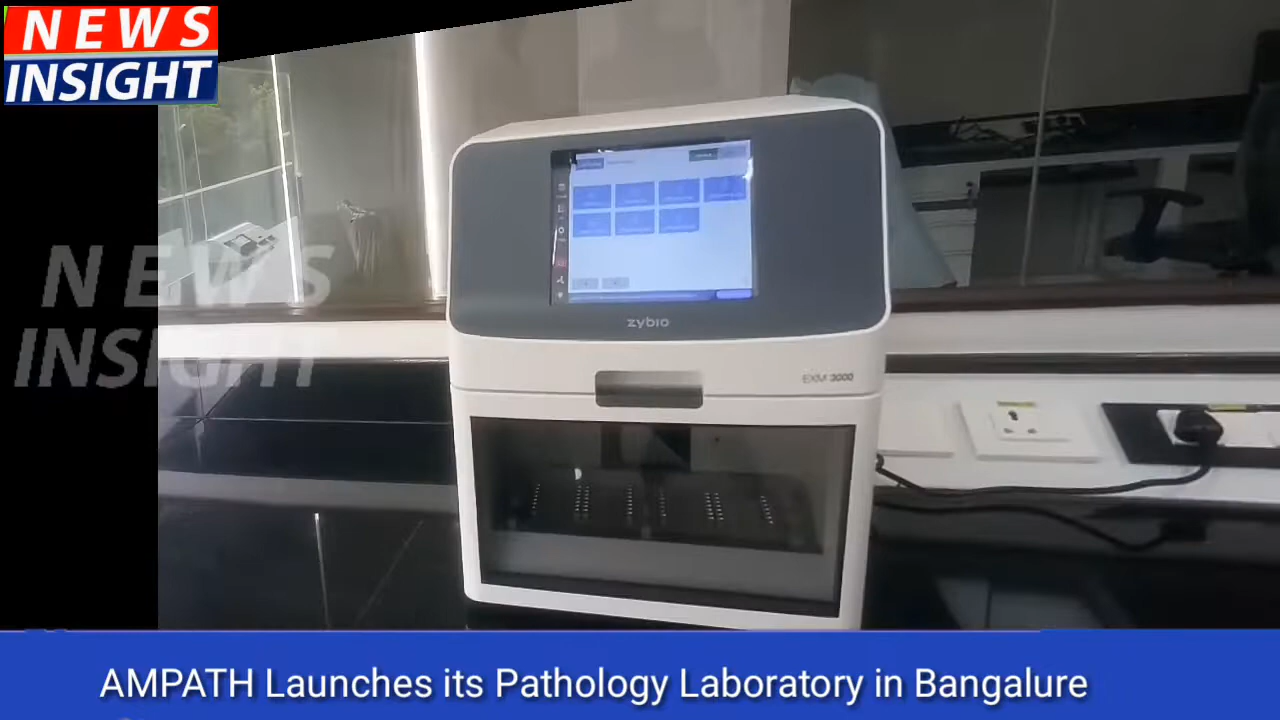 NEWS
INSIGHT
NEWS
INSIGHT
zybio
EXM 3000
AMPATH Launches its Pathology Laboratory in Bangalure